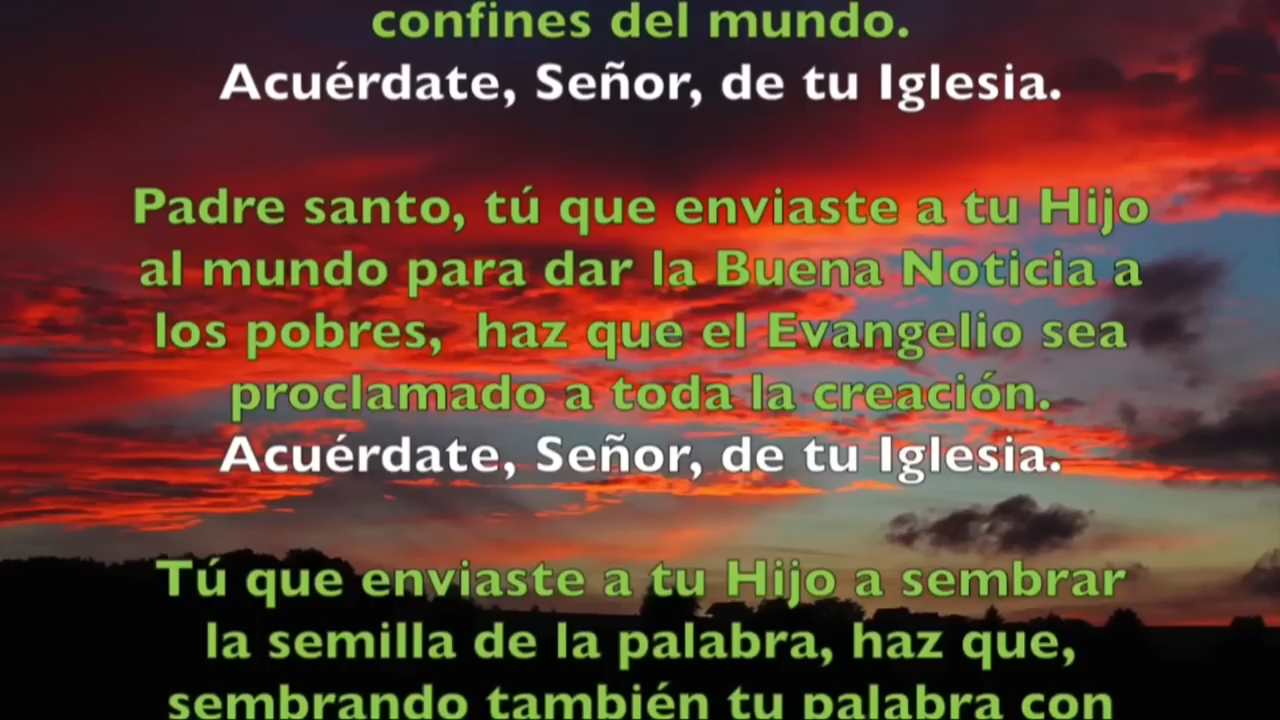 confines del mundo.
Acuérdate, Señor, de tu Iglesia.
Padre santo, tú que enviaste a tu Hijo
al mundo para dar la Buena Noticia a
los pobres, haz que el Evangelio sea
proclamado a toda la creación.
Acuérdate, Señor, de tu Iglesia.
Tú que enviaste a tu Hijo a sembrar
la semilla de la palabra, haz que,
sembrando también tu palabra con